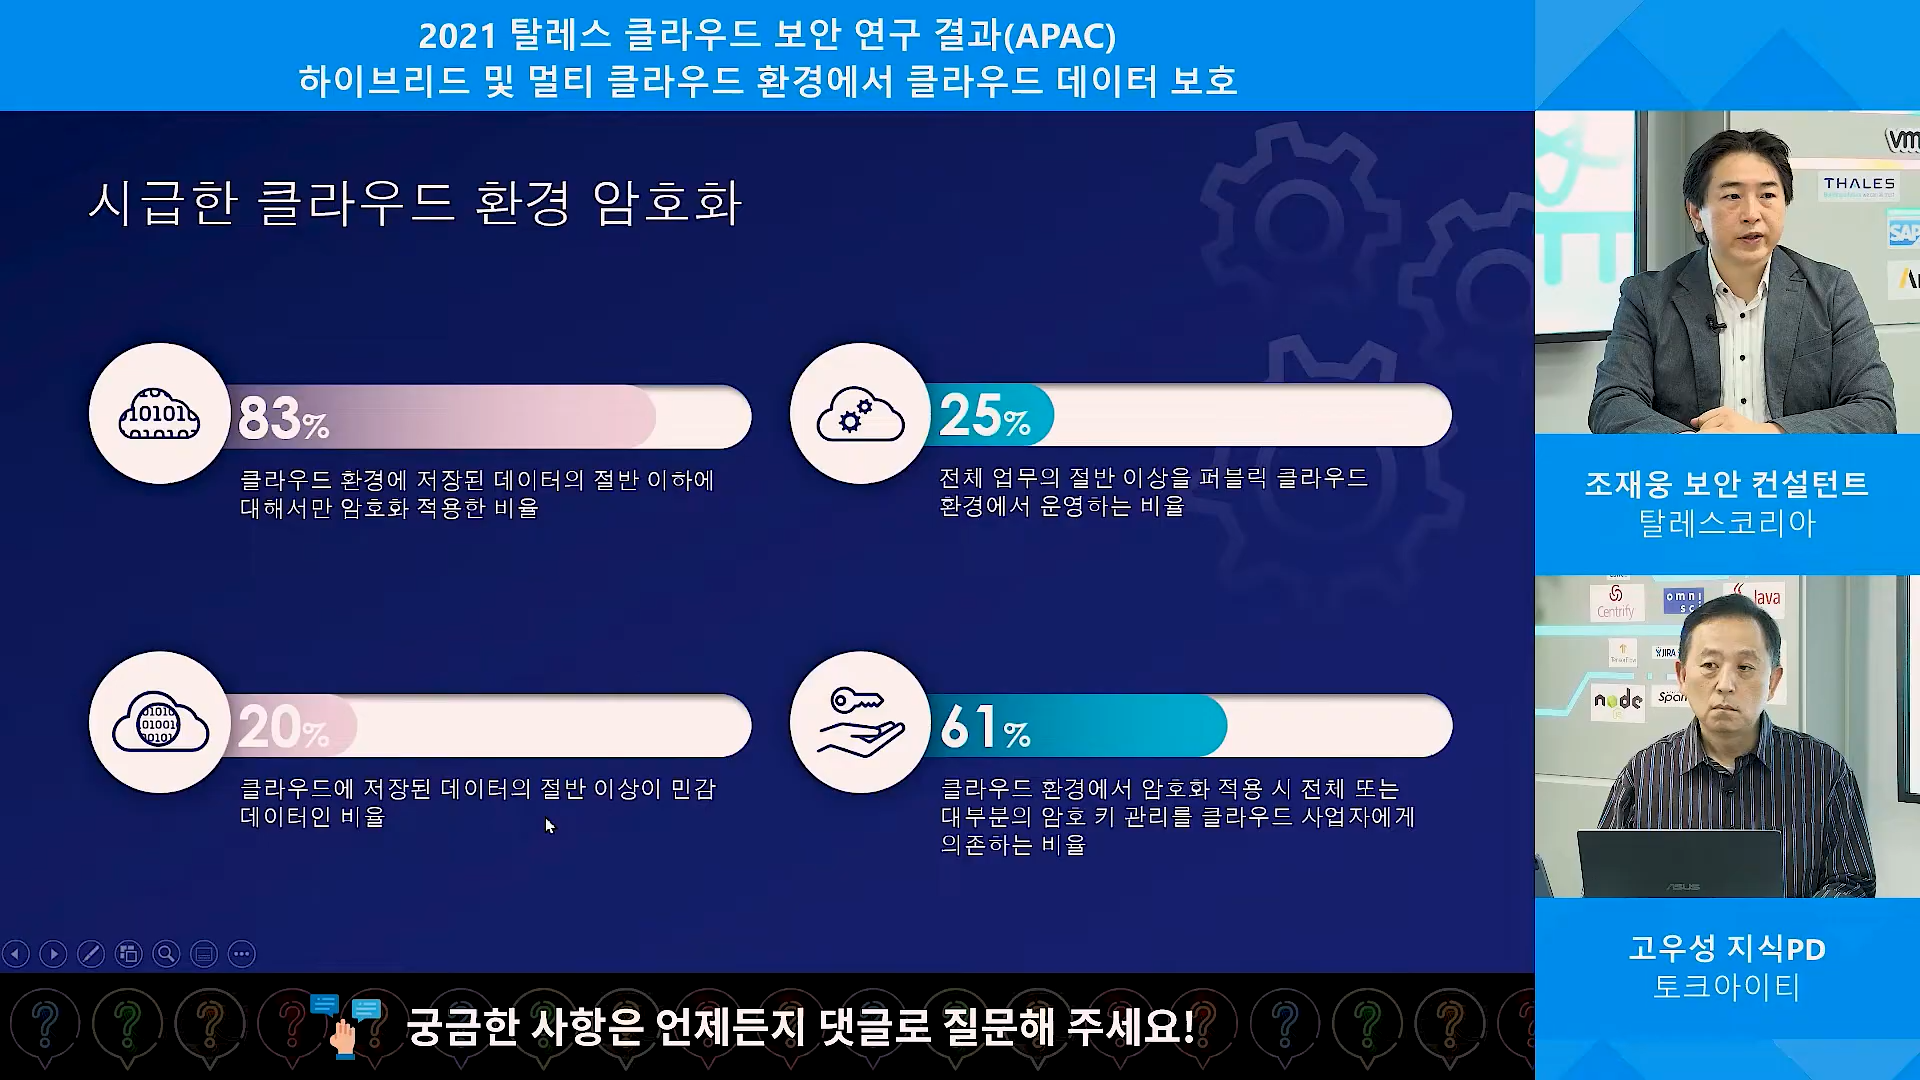 2021 탈레스 클라우드 보안 연구 결과(APAC)
하이브리드 및 멀티 클라우드 환경에서 클라우드 데이터 보호
시급한 클라우드 환경 암호화
83%
클라우드 환경에 저장된 데이터의 절반 이하에
대해서만 암호화 적용한 비율
25%
전체 업무의 절반 이상을 퍼블릭 클라우드
환경에서 운영하는 비율
20%
클라우드에 저장된 데이터의 절반 이상이 민감
데이터인 비율
61%
클라우드 환경에서 암호화 적용 시 전체 또는
대부분의 암호 키 관리를 클라우드 사업자에게
의존하는 비율
궁금한 사항은 언제든지 댓글로 질문해 주세요!
THALES
SAP
조재웅 보안 컨설턴트
탈레스코리아
Centrify
omni
sci
Java
JIRA
node
ASUS
고우성 지식PD
토크아이티